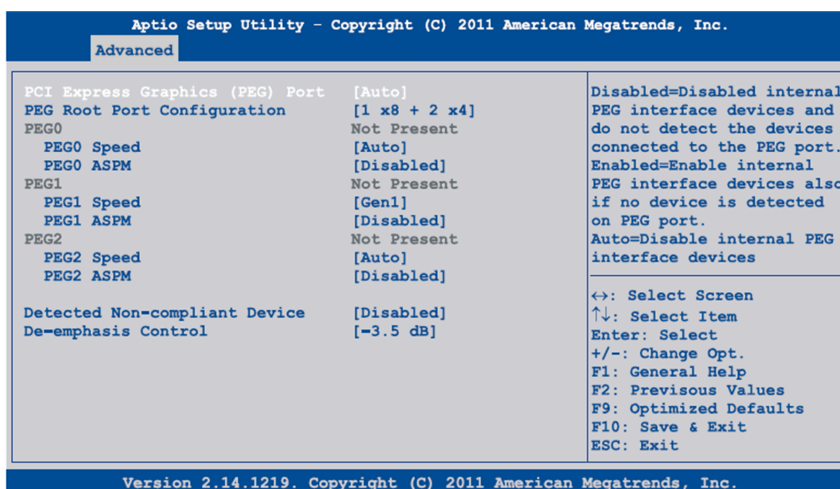 Aptio Setup Utility – Copyright (C) 2011 American Megatrends, Inc.
Advanced
PCI Express Graphics (PEG) Port [Auto]
PEG Root Port Configuration [1 x8 + 2 x4]
PEG0 Not Present
PEG0 Speed [Auto]
PEG0 ASPM [Disabled]
PEG1 Not Present
PEG1 Speed [Gen1]
PEG1 ASPM [Disabled]
PEG2 Not Present
PEG2 Speed [Auto]
PEG2 ASPM [Disabled]
Detected Non-compliant Device [Disabled]
De-emphasis Control [-3.5 dB]
Disabled=Disabled internal
PEG interface devices and
do not detect the devices
connected to the PEG port.
Enabled=Enable internal
PEG interface devices also
if no device is detected
on PEG port.
Auto=Disable internal PEG
interface devices
↔: Select Screen
↑↓: Select Item
Enter: Select
+/-: Change Opt.
F1: General Help
F2: Previsous Values
F9: Optimized Defaults
F10: Save & Exit
ESC: Exit
Version 2.14.1219. Copyright (C) 2011 American Megatrends, Inc.